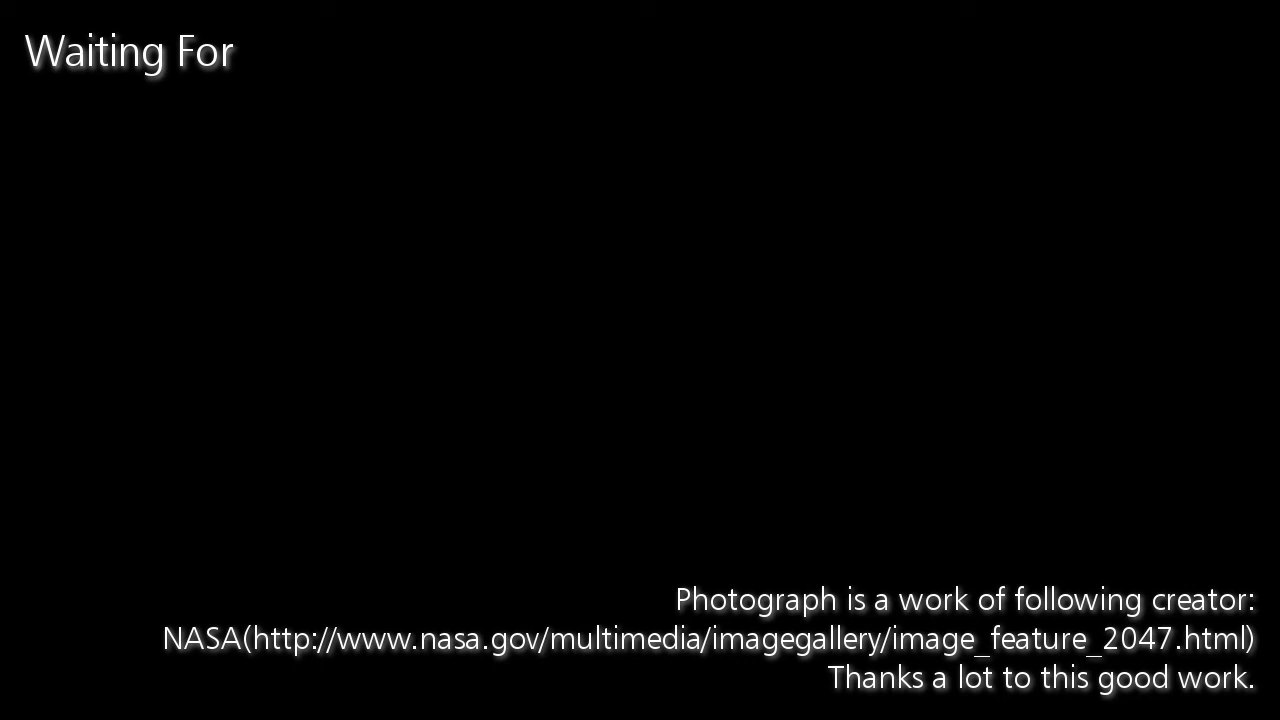 Waiting For
Photograph is a work of following creator:
NASA(http://www.nasa.gov/multimedia/imagegallery/image_feature_2047.html)
Thanks a lot to this good work.